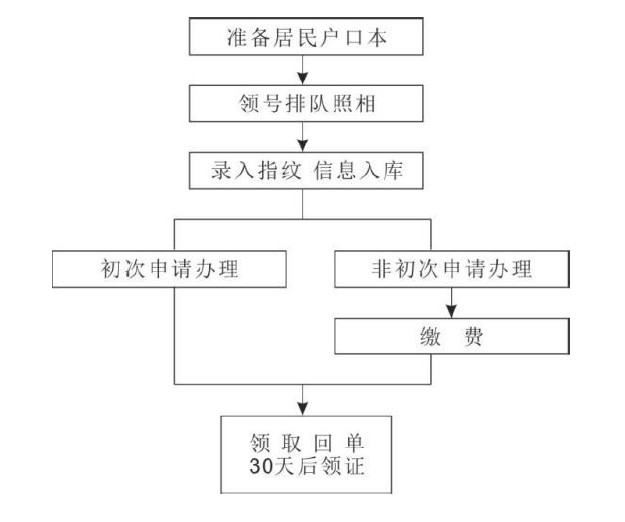 准备居民户口本
领号排队照相
录入指纹 信息入库
初次申请办理
非初次申请办理
缴 费
领取回单
30天后领证